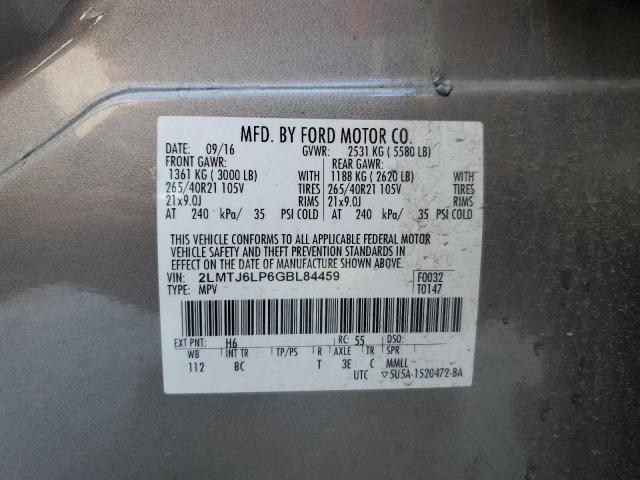 MFD. BY FORD MOTOR CO.
DATE: 09/16 GVWR: 2531 KG ( 5580 LB)
FRONT GAWR: REAR GAWR:
1361 KG ( 3000 LB) WITH 1188 KG ( 2620 LB) WITH
265/40R21 105V TIRES 265/40R21 105V TIRES
21x9.0J RIMS 21x9.0J RIMS
AT 240 kPa/ 35 PSI COLD AT 240 kPa/ 35 PSI COLD
THIS VEHICLE CONFORMS TO ALL APPLICABLE FEDERAL MOTOR
VEHICLE SAFETY AND THEFT PREVENTION STANDARDS IN
EFFECT ON THE DATE OF MANUFACTURE SHOWN ABOVE.
VIN: 2LMTJ6LP6GBL84459 F0032
TYPE: MPV T0147
EXT PNT: H6 RC: 55 DSO:
WB INT TR TP/PS R AXLE TR SPR
112 BC T 3E C MMLL
UTC ▽5U5A-1520472-BA